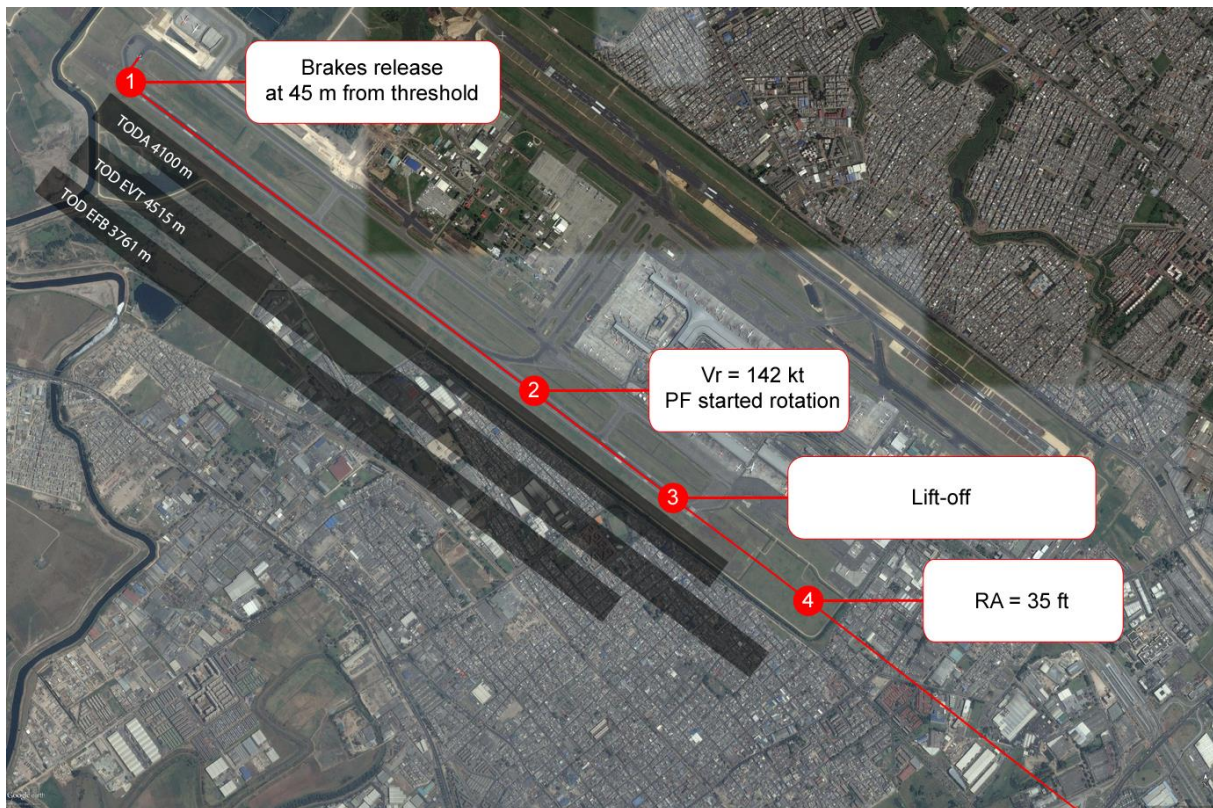 1
Brakes release
at 45 m from threshold
TODA 4100 m
TOD EVT 4515 m
TOD EFB 3761 m
2
Vr = 142 kt
PF started rotation
3
Lift-off
4
RA = 35 ft
Google earth